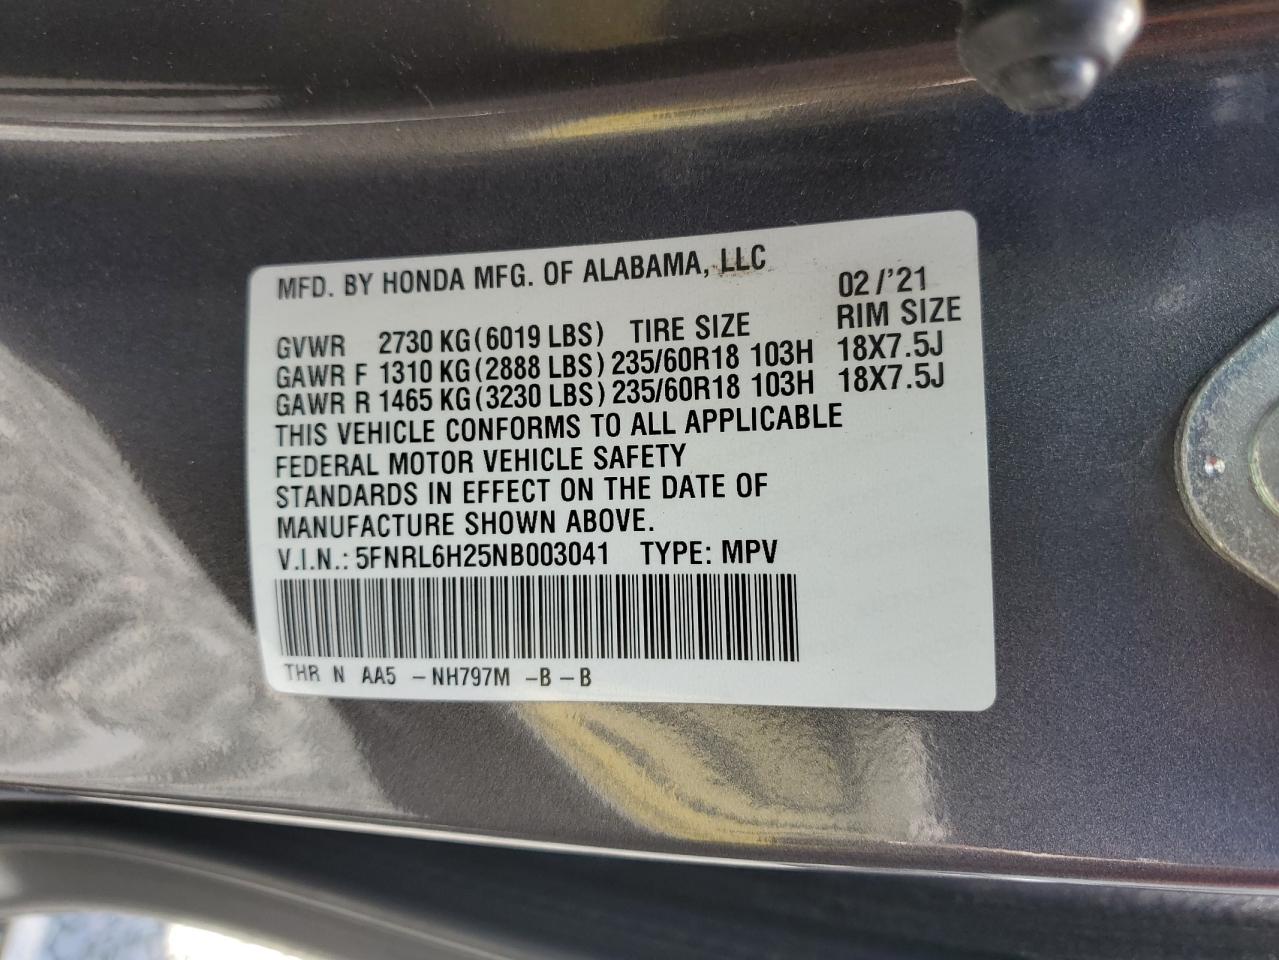 MFD. BY HONDA MFG. OF ALABAMA, LLC
02/'21
GVWR 2730 KG(6019 LBS) TIRE SIZE RIM SIZE
GAWR F 1310 KG(2888 LBS) 235/60R18 103H 18X7.5J
GAWR R 1465 KG(3230 LBS) 235/60R18 103H 18X7.5J
THIS VEHICLE CONFORMS TO ALL APPLICABLE
FEDERAL MOTOR VEHICLE SAFETY
STANDARDS IN EFFECT ON THE DATE OF
MANUFACTURE SHOWN ABOVE.
V.I.N.: 5FNRL6H25NB003041 TYPE: MPV
THR N AA5 -NH797M -B-B